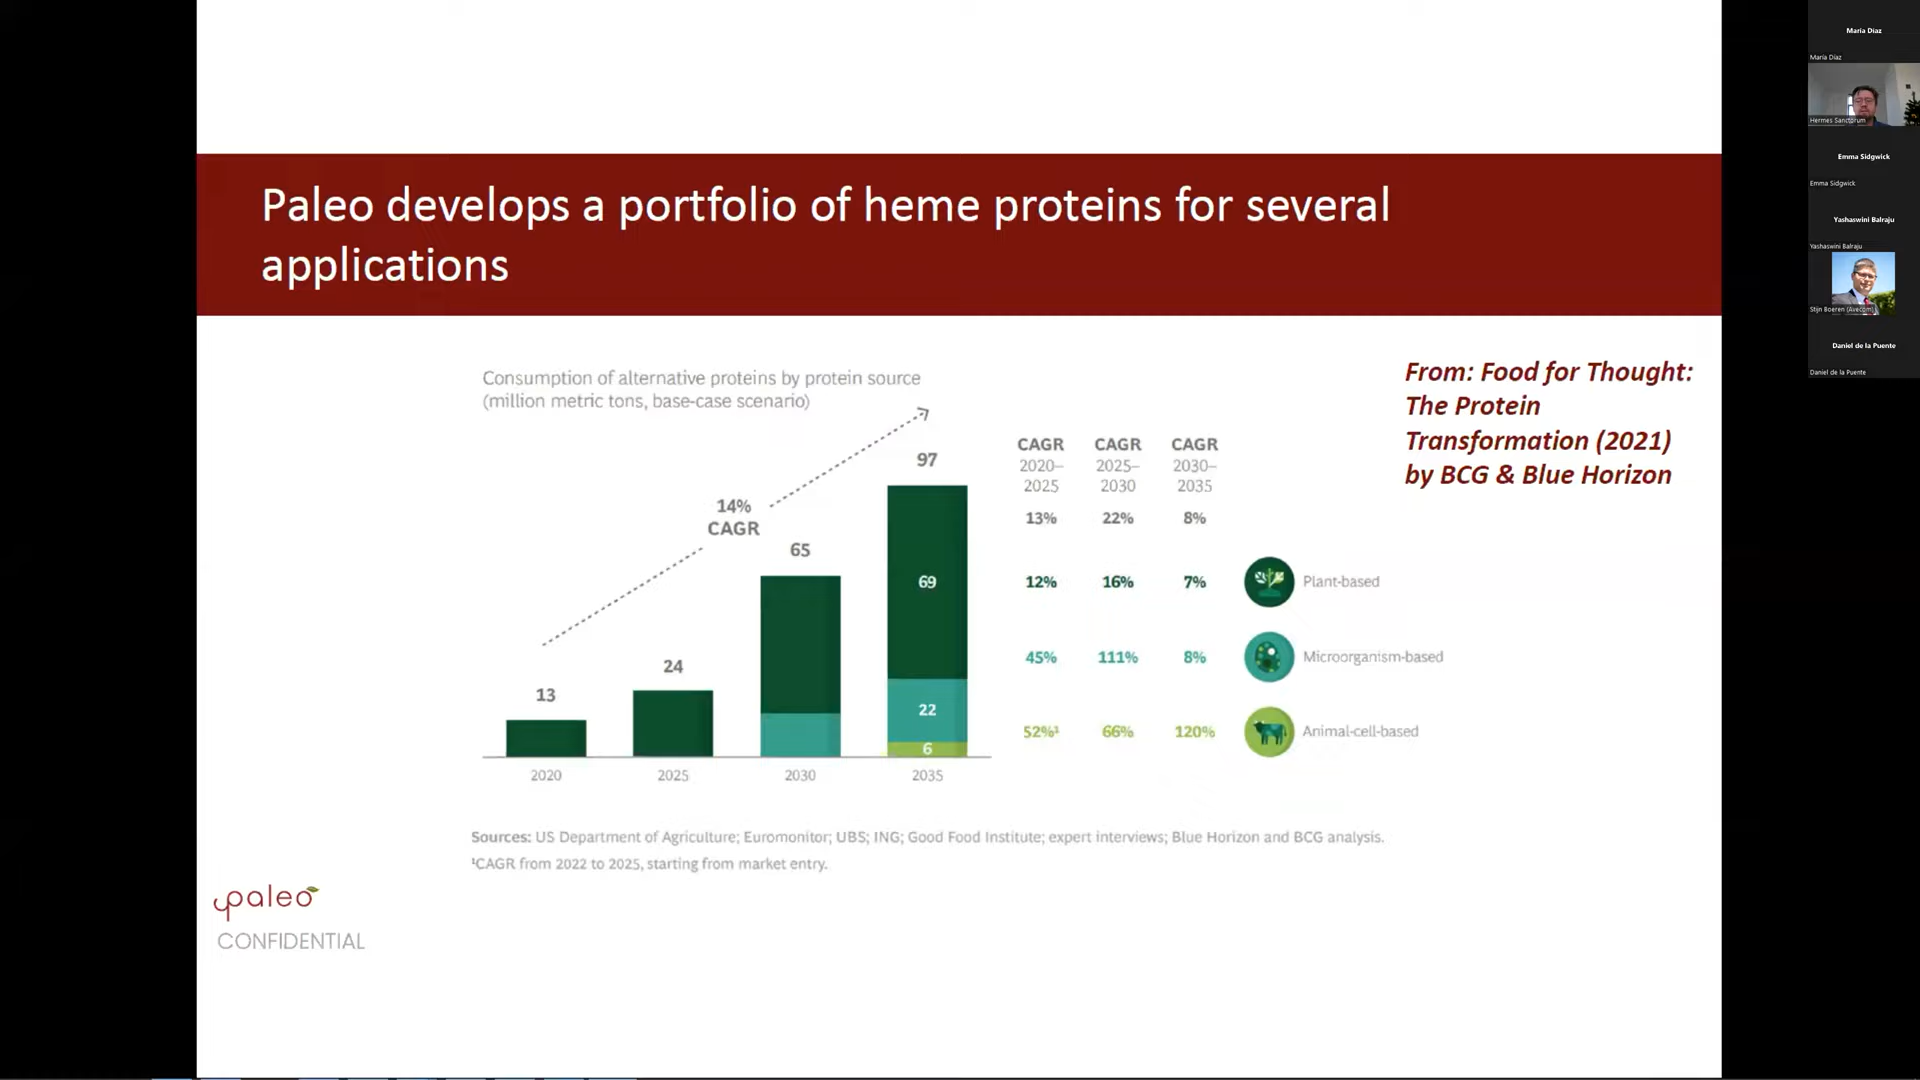 Paleo develops a portfolio of heme proteins for several
applications
From: Food for Thought:
The Protein
Transformation (2021)
by BCG & Blue Horizon
Consumption of alternative proteins by protein source
(million metric tons, base-case scenario)
14%
CAGR
13
24
65
97
69
22
6
2020
2025
2030
2035
CAGR CAGR CAGR
2020– 2025– 2030–
2025 2030 2035
13% 22% 8%
12% 16% 7% Plant-based
45% 111% 8% Microorganism-based
52%¹ 66% 120% Animal-cell-based
Sources: US Department of Agriculture; Euromonitor; UBS; ING; Good Food Institute; expert interviews; Blue Horizon and BCG analysis.
¹CAGR from 2022 to 2025, starting from market entry.
paleo
CONFIDENTIAL
María Díaz
María Díaz
Hermes Sanctorum
Emma Sidgwick
Emma Sidgwick
Yashaswini Balraju
Yashaswini Balraju
Stijn Boeren (Avecom)
Daniel de la Puente
Daniel de la Puente